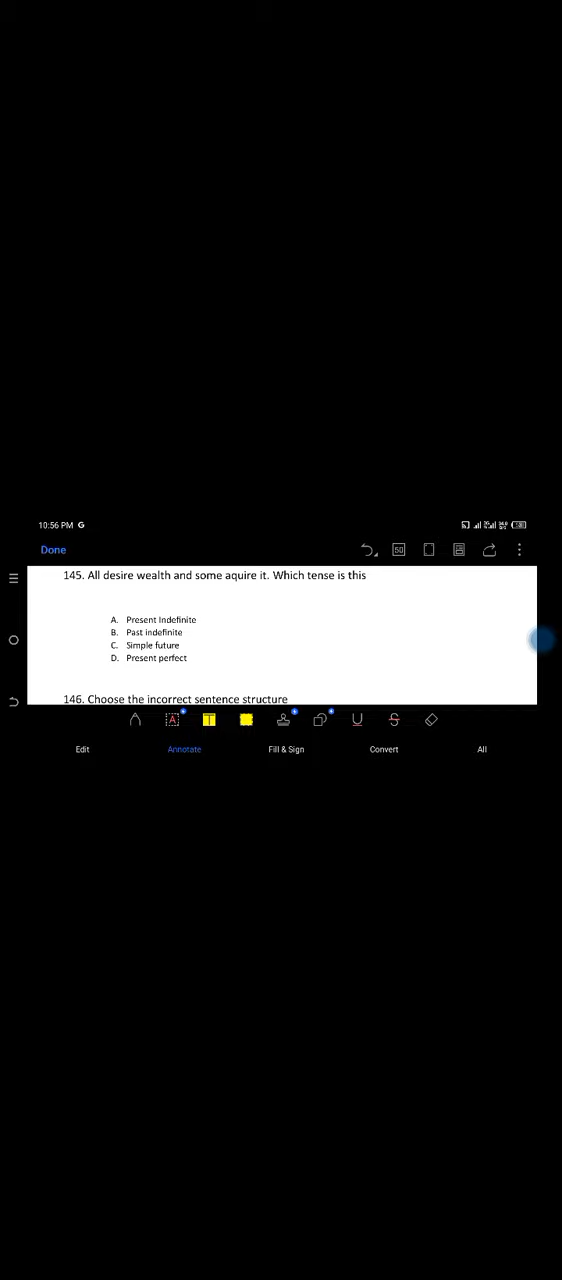 10:56 PM G
Done
50
145. All desire wealth and some aquire it. Which tense is this
A. Present Indefinite
B. Past indefinite
C. Simple future
D. Present perfect
146. Choose the incorrect sentence structure
A T U S
Edit Annotate Fill & Sign Convert All